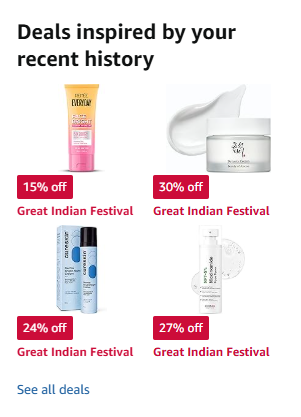 Deals inspired by your
recent history
EVERYDAY
15% off
30% off
Great Indian Festival
Great Indian Festival
24% off
27% off
Great Indian Festival
Great Indian Festival
See all deals